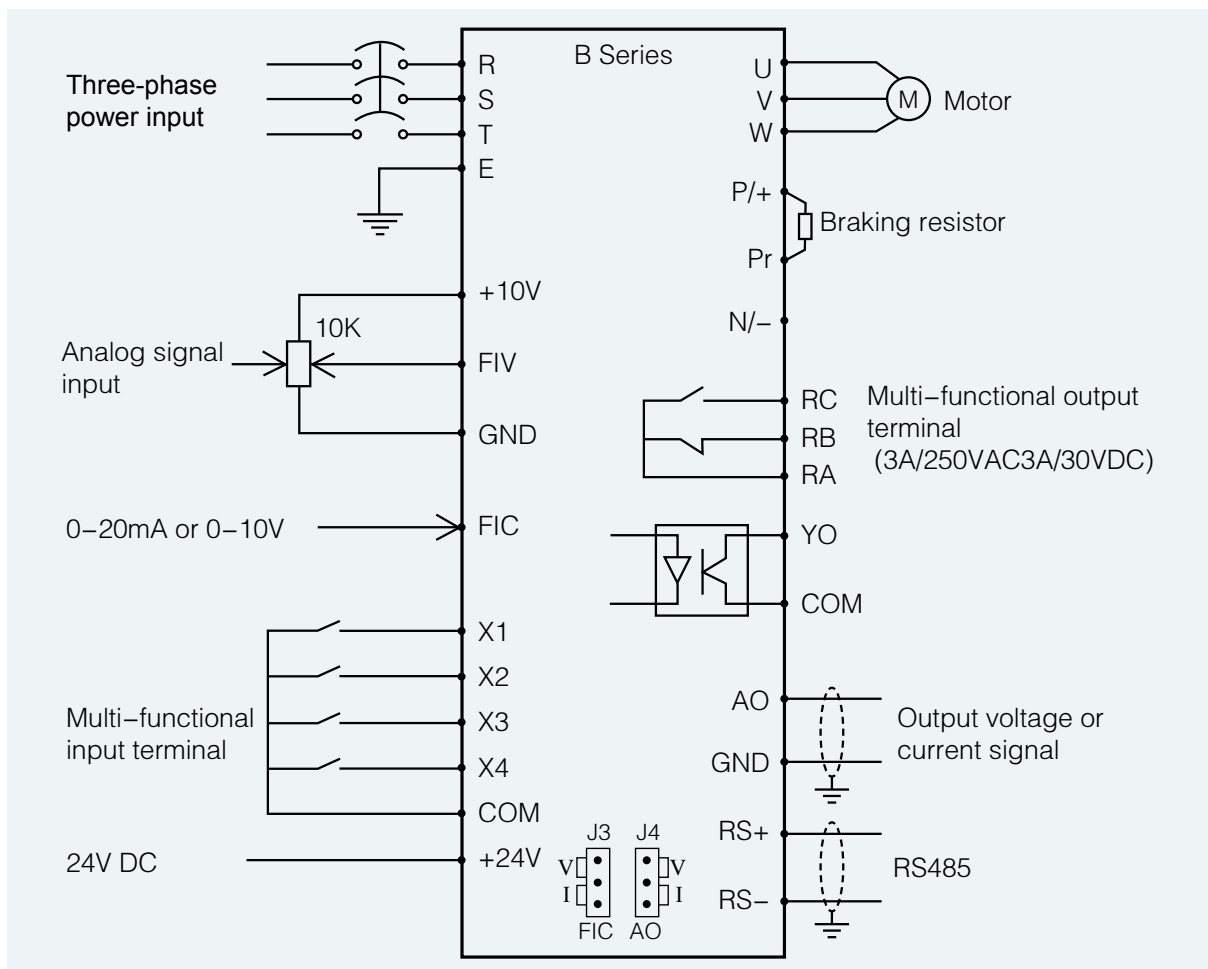 B Series
Three-phase
power input
R
S
T
E
U
V
W
M
Motor
P/+
Braking resistor
Pr
N/−
+10V
10K
Analog signal
input
FIV
GND
RC
RB
RA
Multi−functional output
terminal
(3A/250VAC3A/30VDC)
0−20mA or 0−10V
FIC
YO
COM
Multi−functional
input terminal
X1
X2
X3
X4
COM
24V DC
+24V
AO
GND
Output voltage or
current signal
RS+
RS−
RS485
J3
J4
V
I
V
I
FIC
AO